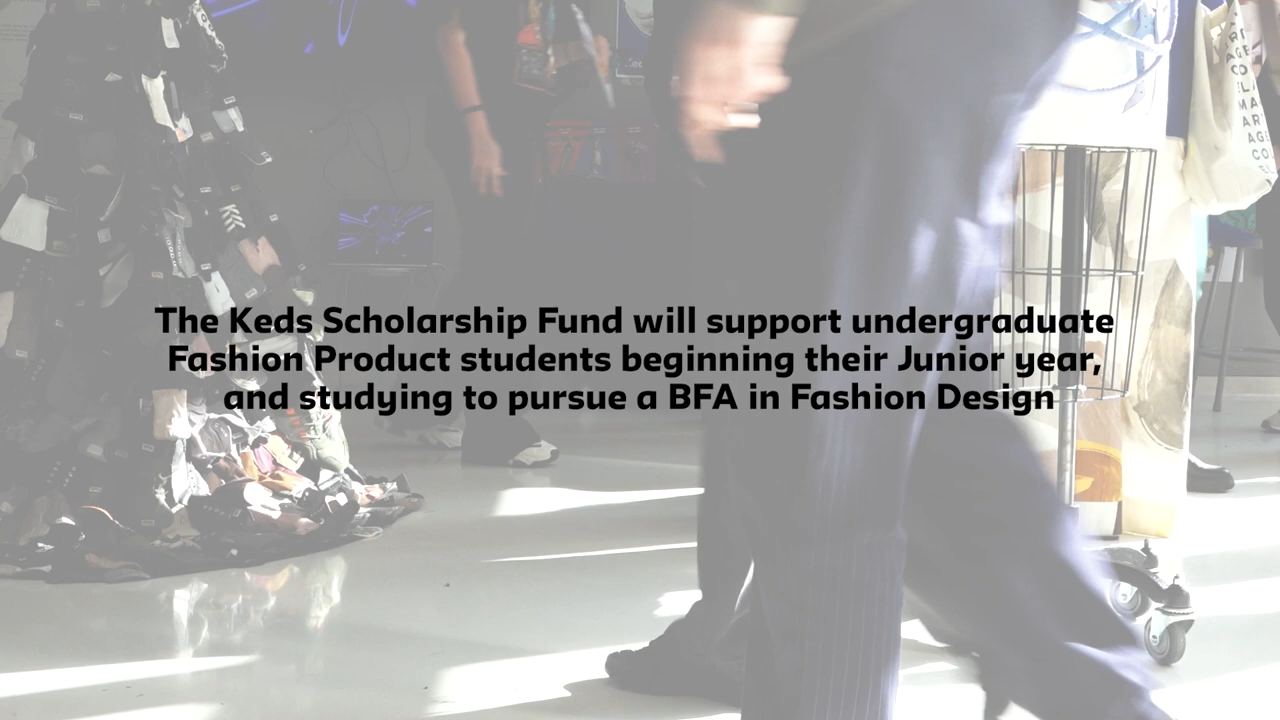 The Keds Scholarship Fund will support undergraduate
Fashion Product students beginning their Junior year,
and studying to pursue a BFA in Fashion Design